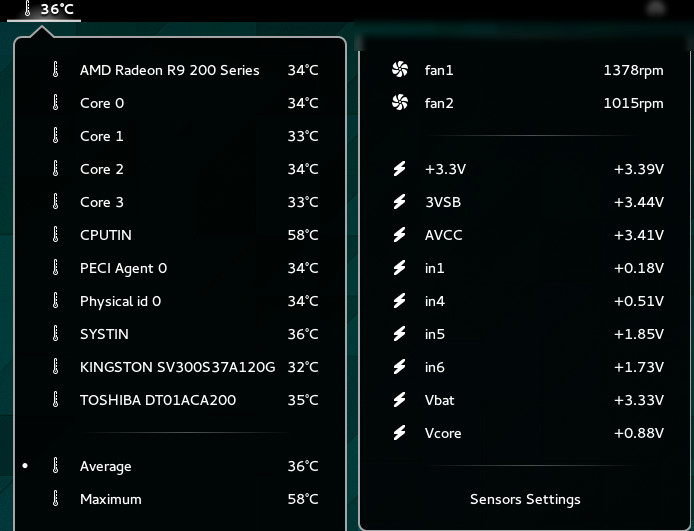 36°C
AMD Radeon R9 200 Series 34°C
Core 0 34°C
Core 1 33°C
Core 2 34°C
Core 3 33°C
CPUTIN 58°C
PECI Agent 0 34°C
Physical id 0 34°C
SYSTIN 36°C
KINGSTON SV300S37A120G 32°C
TOSHIBA DT01ACA200 35°C
Average 36°C
Maximum 58°C
fan1 1378rpm
fan2 1015rpm
+3.3V +3.39V
3VSB +3.44V
AVCC +3.41V
in1 +0.18V
in4 +0.51V
in5 +1.85V
in6 +1.73V
Vbat +3.33V
Vcore +0.88V
Sensors Settings